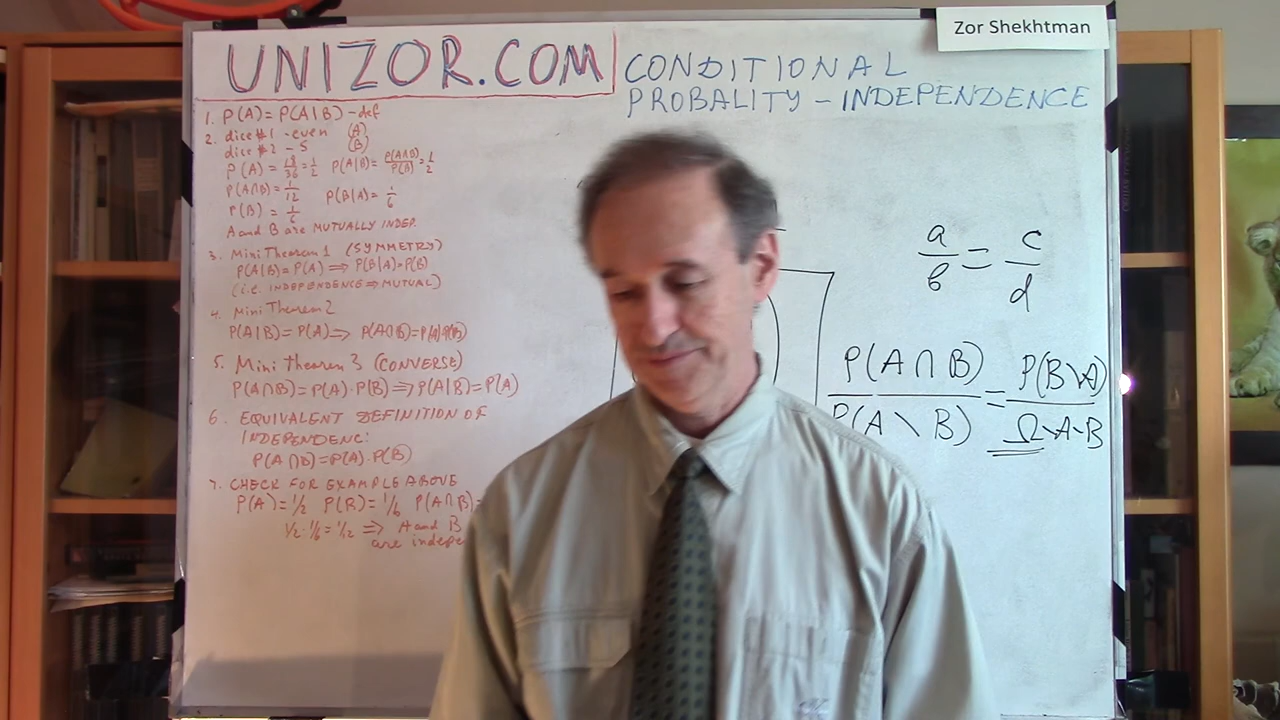 Zor Shekhtman
UNIZOR.COM
CONDITIONAL
PROBALITY – INDEPENDENCE
1. P(A) = P(A|B) – def
2. dice #1 - even (A)
dice #2 - 5 (B)
P(A) = 18/36 = 1/2 P(A|B) = P(A∩B)/P(B) = 1/2
P(A∩B) = 1/12 P(B|A) = 1/6
P(B) = 1/6
A and B are MUTUALLY INDEP.
3. Mini Theorem 1 (SYMMETRY)
P(A|B) = P(A) ⇒ P(B|A) = P(B)
(i.e. INDEPENDENCE ⇒ MUTUAL)
4. Mini Theorem 2
P(A|B) = P(A) ⇒ P(A∩B) = P(A)·P(B)
5. Mini Theorem 3 (CONVERSE)
P(A∩B) = P(A)·P(B) ⇒ P(A|B) = P(A)
6. EQUIVALENT DEFINITION OF
INDEPENDENC:
P(A∩B) = P(A)·P(B)
7. CHECK FOR EXAMPLE ABOVE
P(A) = 1/2 P(B) = 1/6 P(A∩B) =
1/2 · 1/6 = 1/12 ⇒ A and B
are indepe
a/b = c/d
P(A∩B)/P(A∖B) = P(B∖A)/Ω∖A∖B